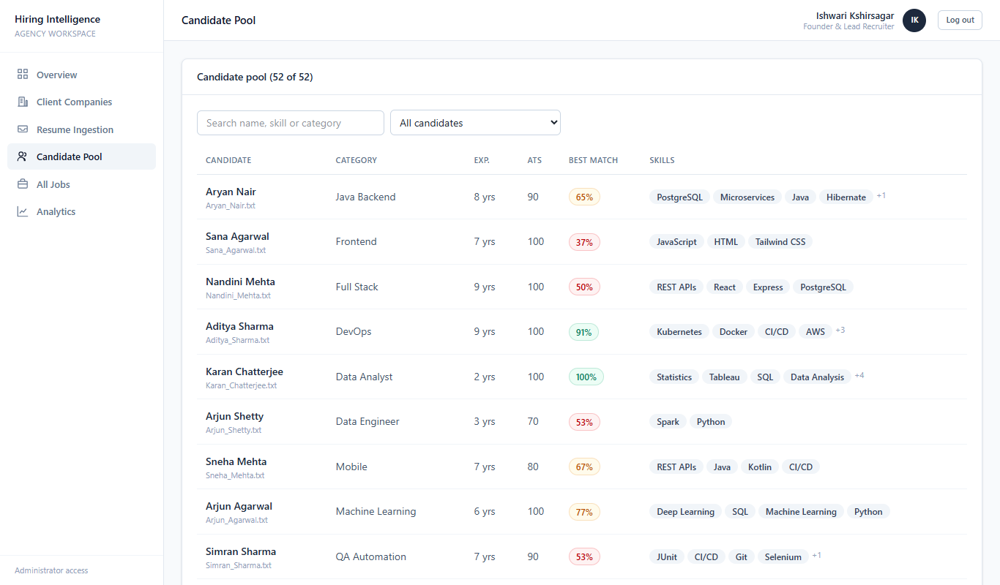 Hiring Intelligence
AGENCY WORKSPACE
Overview
Client Companies
Resume Ingestion
Candidate Pool
All Jobs
Analytics
Administrator access
Candidate Pool
Ishwari Kshirsagar
Founder & Lead Recruiter
IK
Log out
Candidate pool (52 of 52)
Search name, skill or category
All candidates
CANDIDATE CATEGORY EXP. ATS BEST MATCH SKILLS
Aryan Nair
Aryan_Nair.txt
Java Backend 8 yrs 90 65% PostgreSQL Microservices Java Hibernate +1
Sana Agarwal
Sana_Agarwal.txt
Frontend 7 yrs 100 37% JavaScript HTML Tailwind CSS
Nandini Mehta
Nandini_Mehta.txt
Full Stack 9 yrs 100 50% REST APIs React Express PostgreSQL
Aditya Sharma
Aditya_Sharma.txt
DevOps 9 yrs 100 91% Kubernetes Docker CI/CD AWS +3
Karan Chatterjee
Karan_Chatterjee.txt
Data Analyst 2 yrs 100 100% Statistics Tableau SQL Data Analysis +4
Arjun Shetty
Arjun_Shetty.txt
Data Engineer 3 yrs 70 53% Spark Python
Sneha Mehta
Sneha_Mehta.txt
Mobile 7 yrs 80 67% REST APIs Java Kotlin CI/CD
Arjun Agarwal
Arjun_Agarwal.txt
Machine Learning 6 yrs 100 77% Deep Learning SQL Machine Learning Python
Simran Sharma
Simran_Sharma.txt
QA Automation 7 yrs 90 53% JUnit CI/CD Git Selenium +1